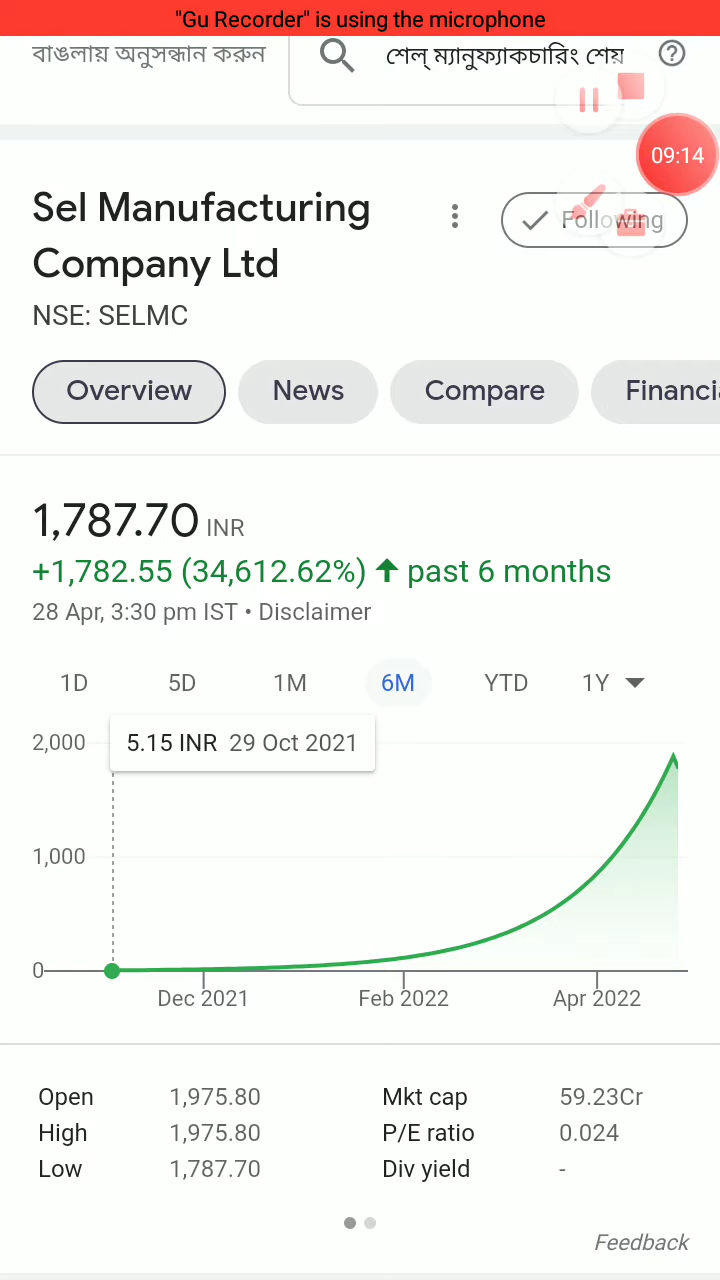 "Gu Recorder" is using the microphone
বাঙলায় অনুসন্ধান করুন
শেল্ ম্যানুফ্যাকচারিং শেয়
09:14
Sel Manufacturing
Company Ltd
Following
NSE: SELMC
Overview News Compare Financi
1,787.70 INR
+1,782.55 (34,612.62%) ↑ past 6 months
28 Apr, 3:30 pm IST • Disclaimer
1D 5D 1M 6M YTD 1Y
5.15 INR 29 Oct 2021
2,000
1,000
0
Dec 2021 Feb 2022 Apr 2022
Open 1,975.80 Mkt cap 59.23Cr
High 1,975.80 P/E ratio 0.024
Low 1,787.70 Div yield -
Feedback